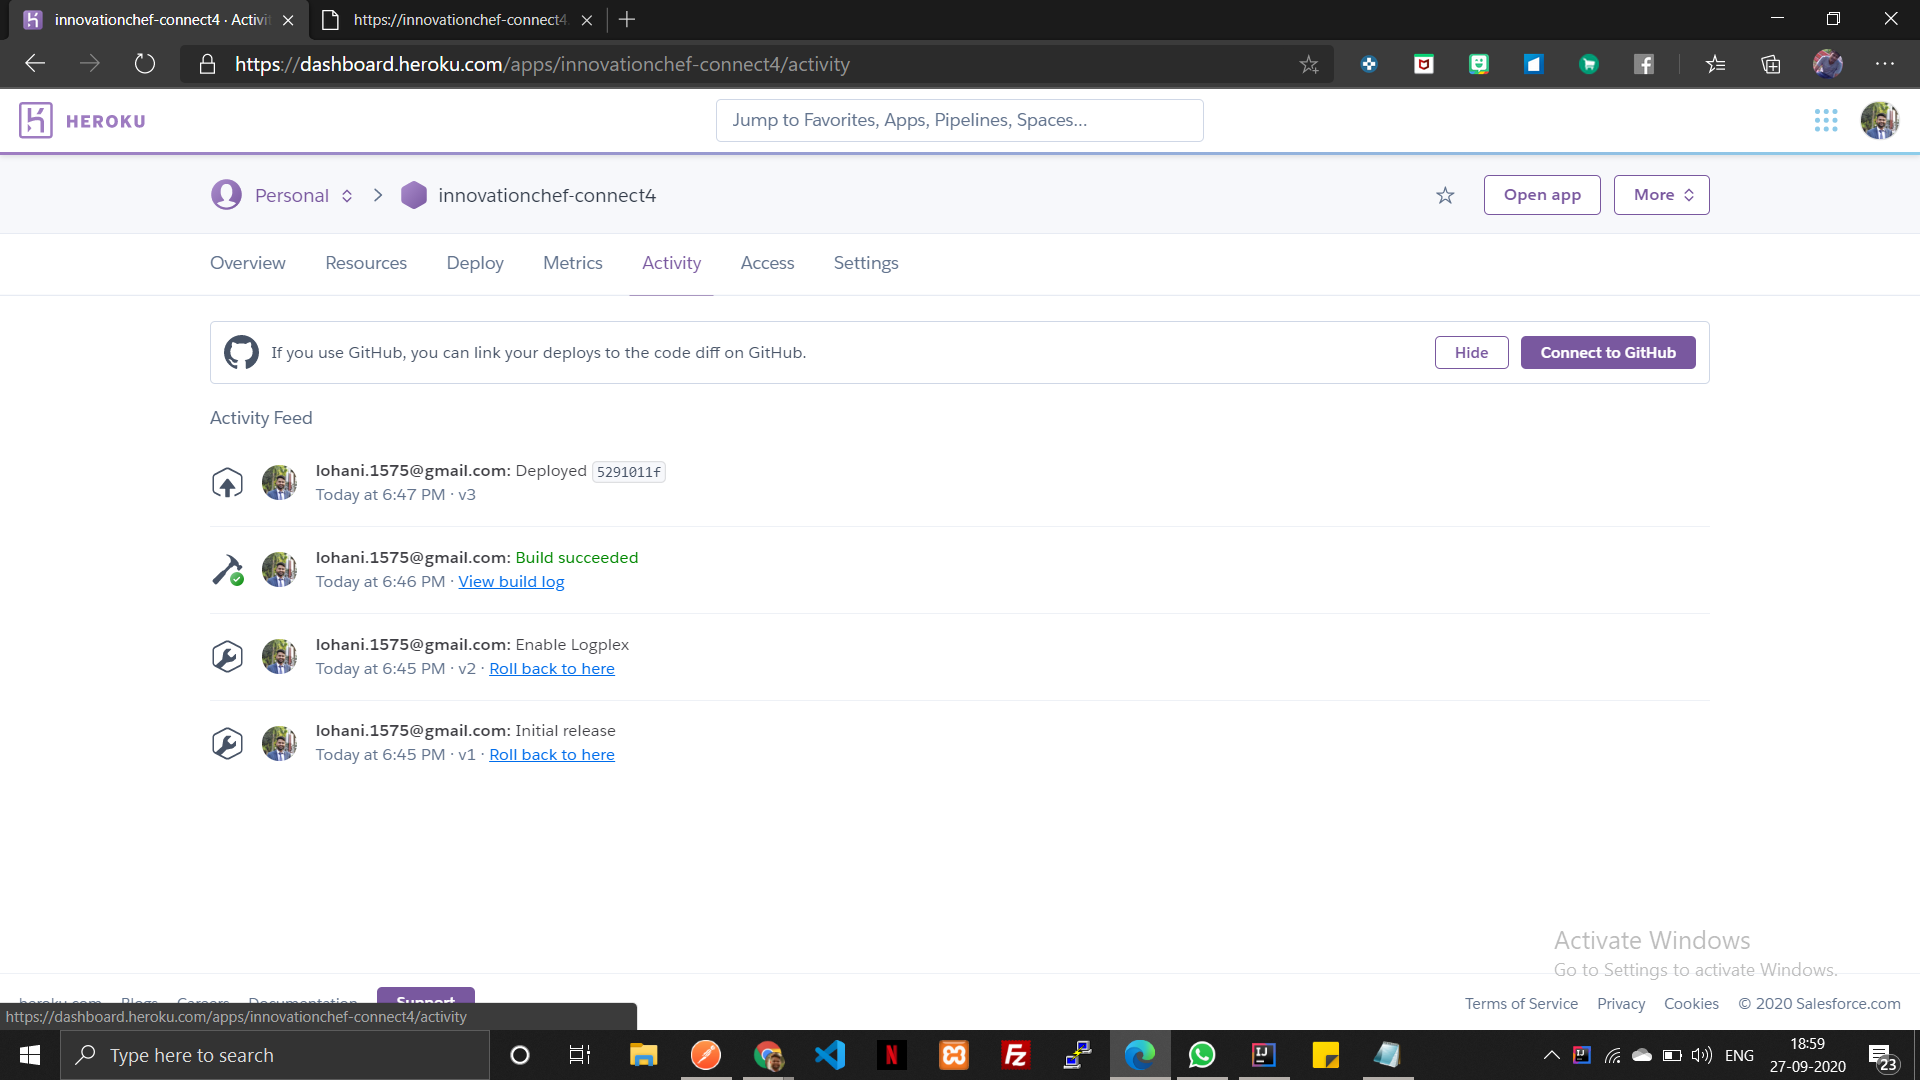 innovationchef-connect4 · Activi
https://innovationchef-connect4
https://dashboard.heroku.com/apps/innovationchef-connect4/activity
HEROKU
Jump to Favorites, Apps, Pipelines, Spaces...
Personal
innovationchef-connect4
Open app
More
Overview
Resources
Deploy
Metrics
Activity
Access
Settings
If you use GitHub, you can link your deploys to the code diff on GitHub.
Hide
Connect to GitHub
Activity Feed
lohani.1575@gmail.com: Deployed 5291011f
Today at 6:47 PM · v3
lohani.1575@gmail.com: Build succeeded
Today at 6:46 PM · View build log
lohani.1575@gmail.com: Enable Logplex
Today at 6:45 PM · v2 · Roll back to here
lohani.1575@gmail.com: Initial release
Today at 6:45 PM · v1 · Roll back to here
Activate Windows
Go to Settings to activate Windows.
heroku.com Blogs Careers Documentation Support
Terms of Service Privacy Cookies © 2020 Salesforce.com
https://dashboard.heroku.com/apps/innovationchef-connect4/activity
Type here to search
ENG
18:59
27-09-2020
23